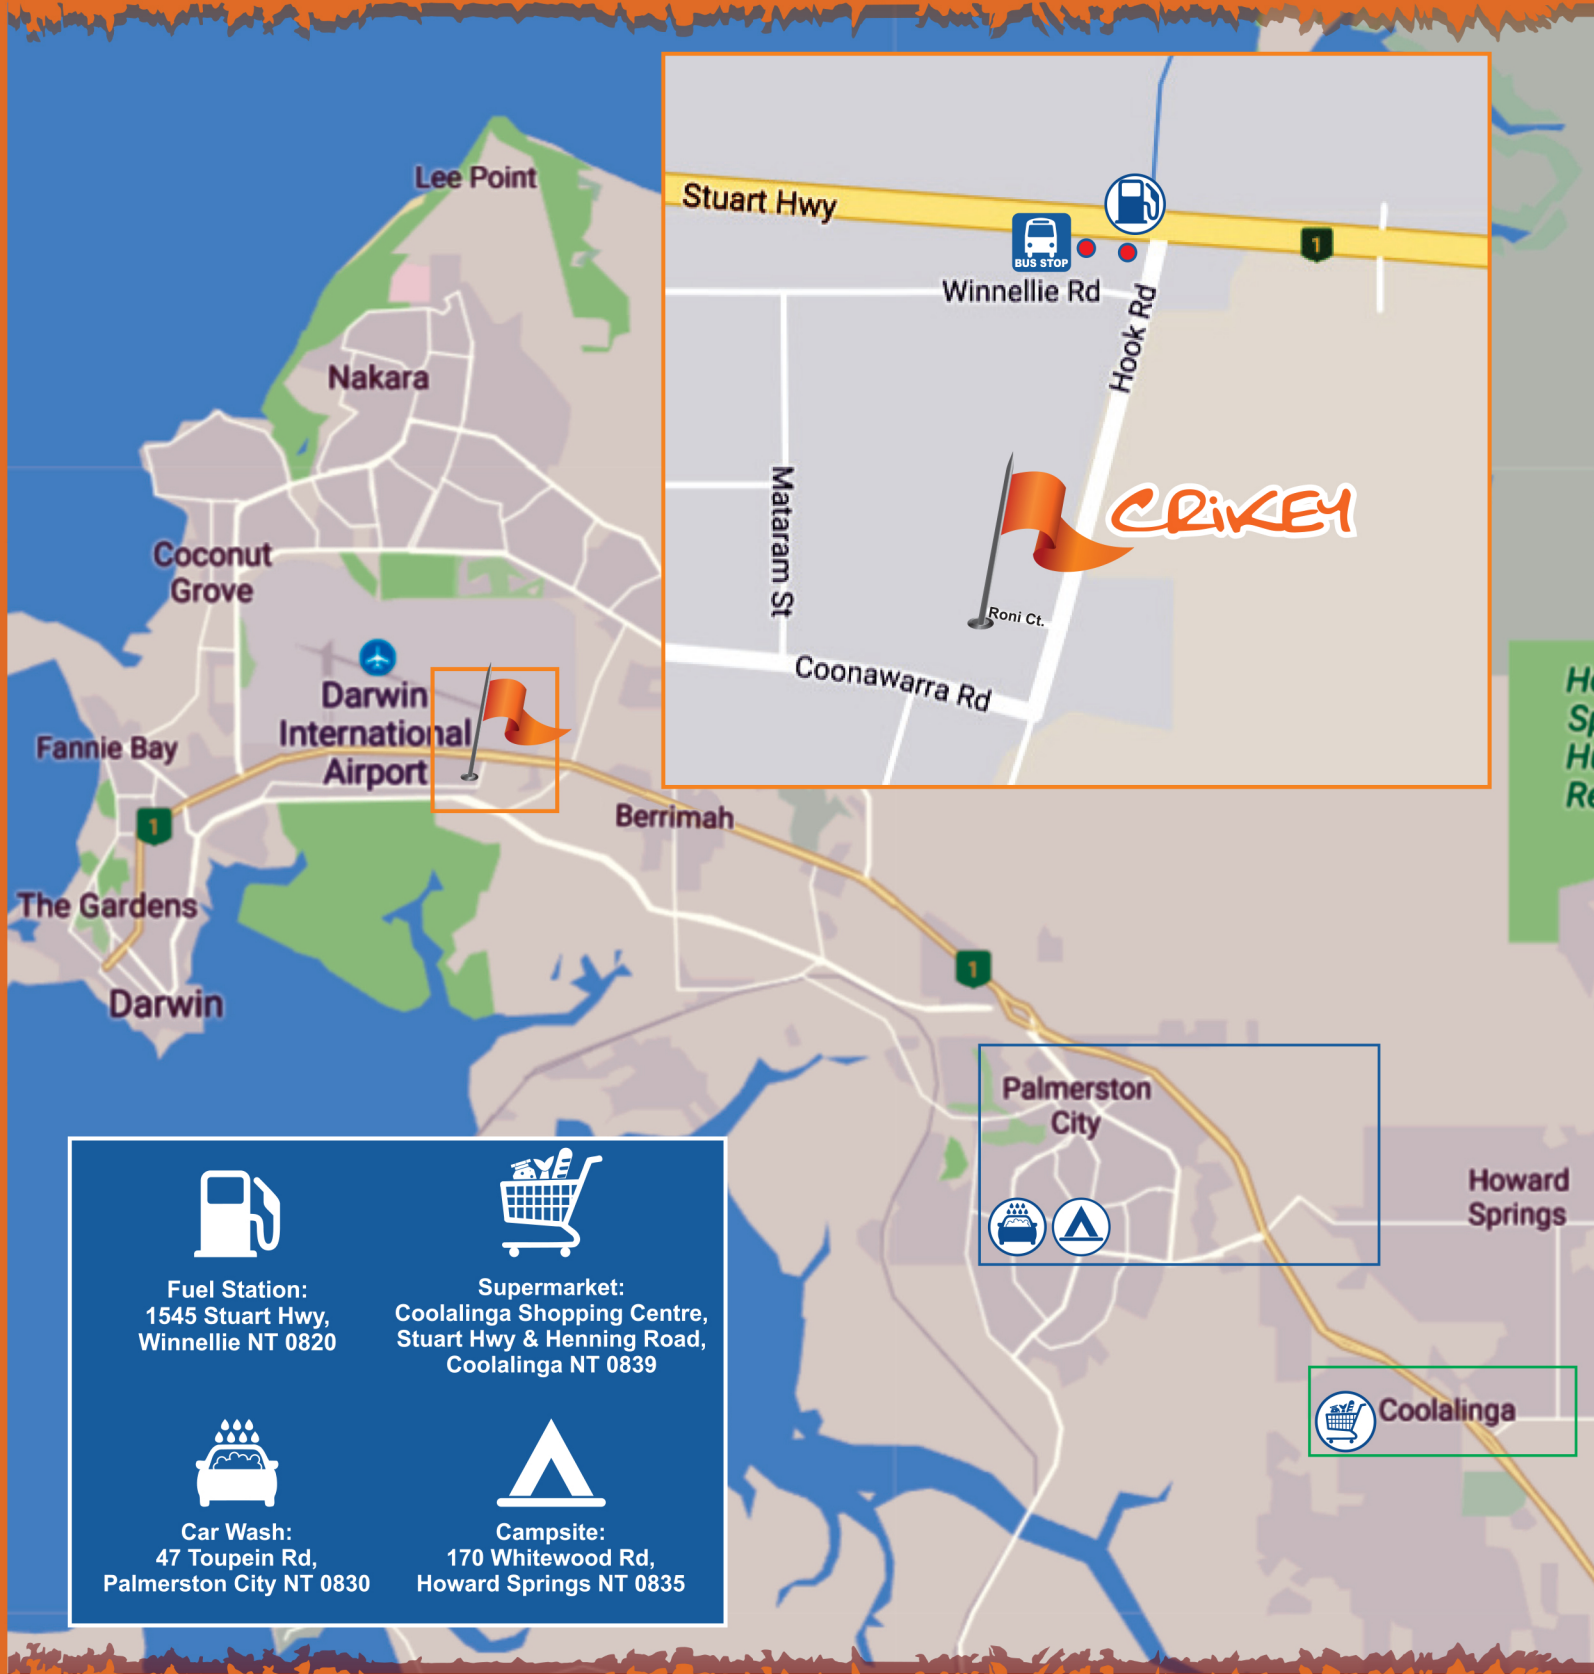 Lee Point
Nakara
Coconut
Grove
Darwin
International
Airport
Fannie Bay
1
The Gardens
Darwin
Berrimah
1
Palmerston
City
Howard
Springs
Coolalinga
Stuart Hwy
BUS STOP
1
Winnellie Rd
Hook Rd
Mataram St
CRiKEY
Roni Ct.
Coonawarra Rd
Fuel Station:
1545 Stuart Hwy,
Winnellie NT 0820
Supermarket:
Coolalinga Shopping Centre,
Stuart Hwy & Henning Road,
Coolalinga NT 0839
Car Wash:
47 Toupein Rd,
Palmerston City NT 0830
Campsite:
170 Whitewood Rd,
Howard Springs NT 0835